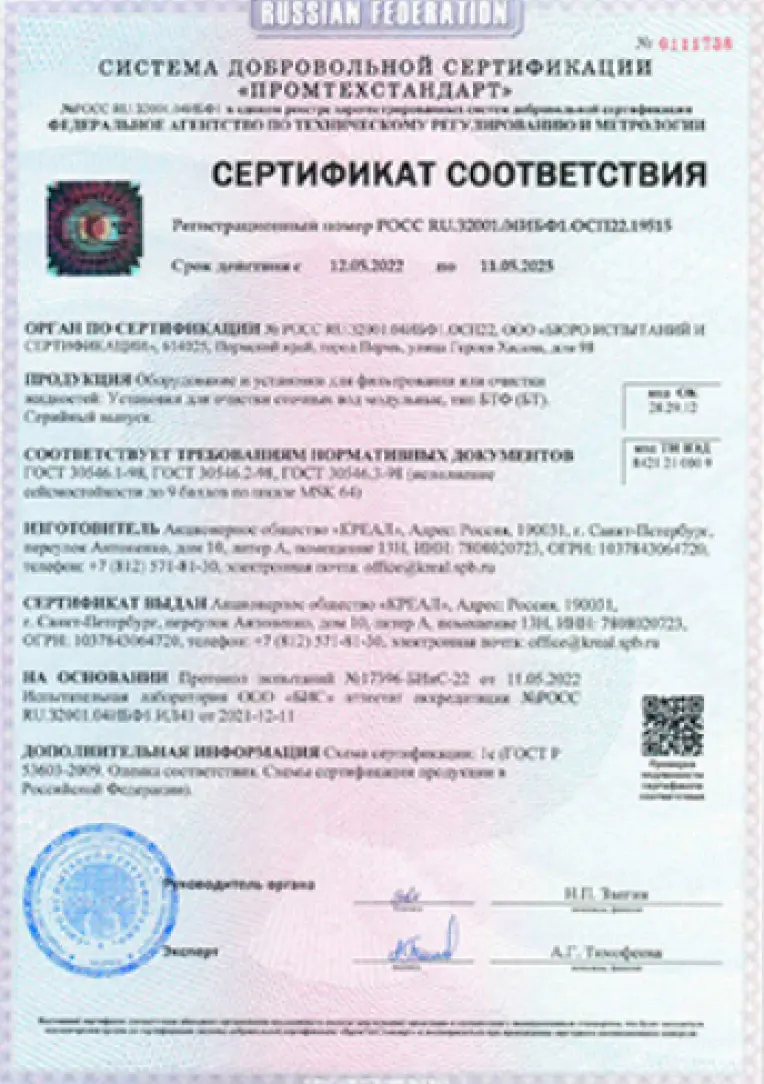 RUSSIAN FEDERATION
№ 0111738
СИСТЕМА ДОБРОВОЛЬНОЙ СЕРТИФИКАЦИИ
«ПРОМТЕХСТАНДАРТ»
№РОСС RU.32001.04ИБФ1 в едином реестре зарегистрированных систем добровольной сертификации
ФЕДЕРАЛЬНОЕ АГЕНТСТВО ПО ТЕХНИЧЕСКОМУ РЕГУЛИРОВАНИЮ И МЕТРОЛОГИИ
СЕРТИФИКАТ СООТВЕТСТВИЯ
Регистрационный номер РОСС RU.32001.04ИБФ1.ОСП22.19515
Срок действия с 12.05.2022 по 11.05.2025
ОРГАН ПО СЕРТИФИКАЦИИ № РОСС RU.32001.04ИБФ1.ОСП22, ООО «БЮРО ИСПЫТАНИЙ И
СЕРТИФИКАЦИИ», 614025, Пермский край, город Пермь, улица Героев Хасана, дом 98
ПРОДУКЦИЯ Оборудование и установки для фильтрования или очистки
жидкостей: Установки для очистки сточных вод модульные, тип БТФ (БТ).
Серийный выпуск.
код ОК
28.29.12
СООТВЕТСТВУЕТ ТРЕБОВАНИЯМ НОРМАТИВНЫХ ДОКУМЕНТОВ
ГОСТ 30546.1-98, ГОСТ 30546.2-98, ГОСТ 30546.3-98 (исполнение
сейсмостойкости до 9 баллов по шкале MSK 64)
код ТН ВЭД
8421 21 000 9
ИЗГОТОВИТЕЛЬ Акционерное общество «КРЕАЛ», Адрес: Россия, 190031, г. Санкт-Петербург,
переулок Антоненко, дом 10, литер А, помещение 13Н, ИНН: 7808020723, ОГРН: 1037843064720,
телефон: +7 (812) 571-81-30, электронная почта: office@kreal.spb.ru
СЕРТИФИКАТ ВЫДАН Акционерное общество «КРЕАЛ», Адрес: Россия, 190031,
г. Санкт-Петербург, переулок Антоненко, дом 10, литер А, помещение 13Н, ИНН: 7808020723,
ОГРН: 1037843064720, телефон: +7 (812) 571-81-30, электронная почта: office@kreal.spb.ru
НА ОСНОВАНИИ Протокол испытаний №17396-БИиС-22 от 11.05.2022
Испытательная лаборатория ООО «БИС» аттестат аккредитации №РОСС
RU.32001.04ИБФ1.ИЛ41 от 2021-12-11
ДОПОЛНИТЕЛЬНАЯ ИНФОРМАЦИЯ Схема сертификации: 1с (ГОСТ Р
53603-2009. Оценка соответствия. Схемы сертификации продукции в
Российской Федерации).
Проверка
подлинности
сертификата
соответствия
Руководитель органа
Н.П.
Эксперт
А.Г. Тимофеева